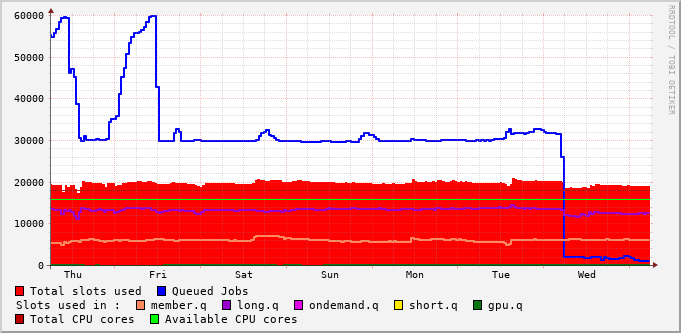 60000
50000
40000
30000
20000
10000
0
Thu Fri Sat Sun Mon Tue Wed
RRDTOOL / TOBI OETIKER
Total slots used Queued Jobs
Slots used in : member.q long.q ondemand.q short.q gpu.q
Total CPU cores Available CPU cores